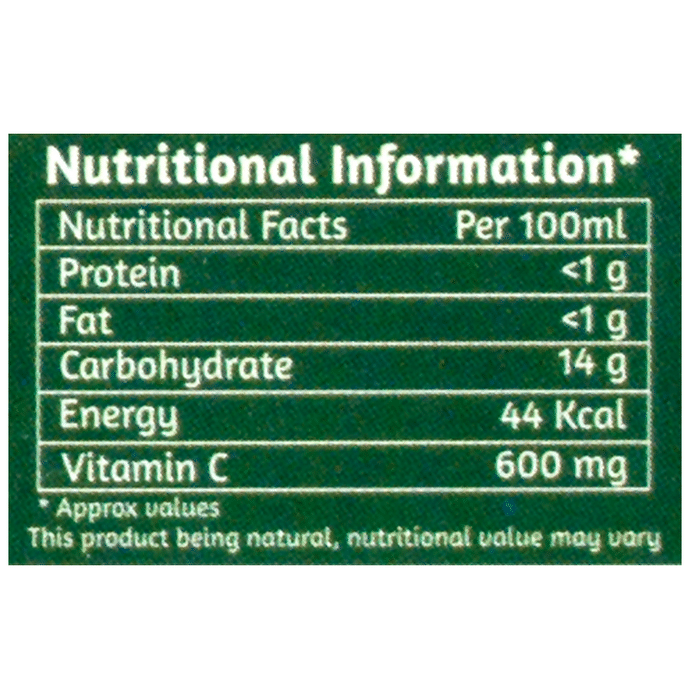 Nutritional Information*
Nutritional Facts Per 100ml
Protein <1 g
Fat <1 g
Carbohydrate 14 g
Energy 44 Kcal
Vitamin C 600 mg
* Approx values
This product being natural, nutritional value may vary